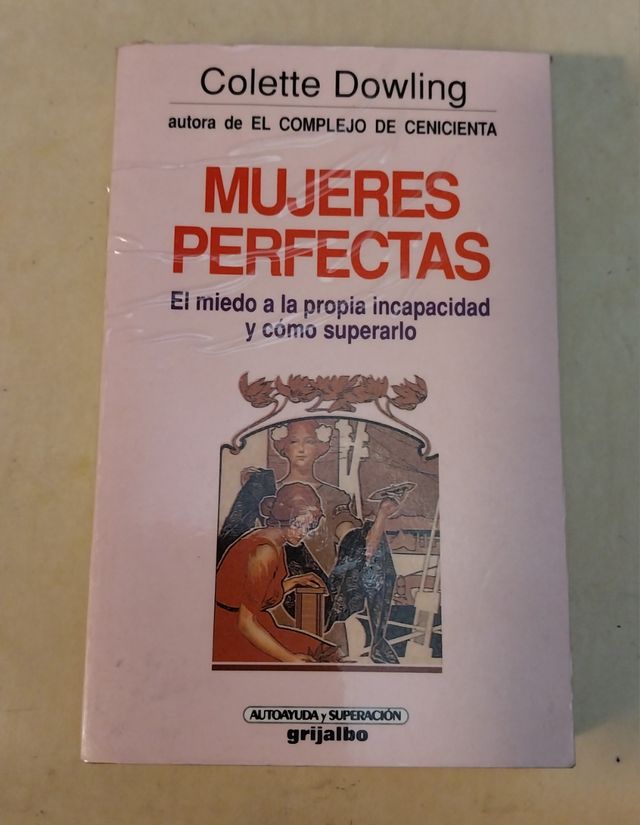 Colette Dowling
autora de EL COMPLEJO DE CENICIENTA
MUJERES
PERFECTAS
El miedo a la propia incapacidad
y cómo superarlo
AUTOAYUDA y SUPERACIÓN
grijalbo